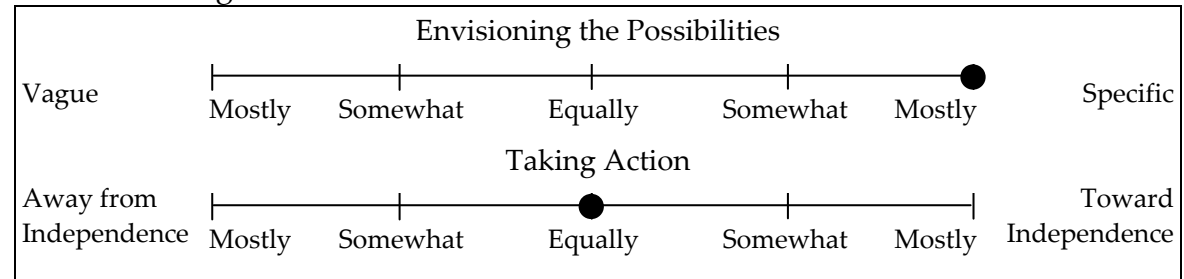 Envisioning the Possibilities
Vague
Mostly Somewhat Equally Somewhat Mostly
Specific
Taking Action
Away from
Independence
Mostly Somewhat Equally Somewhat Mostly
Toward
Independence